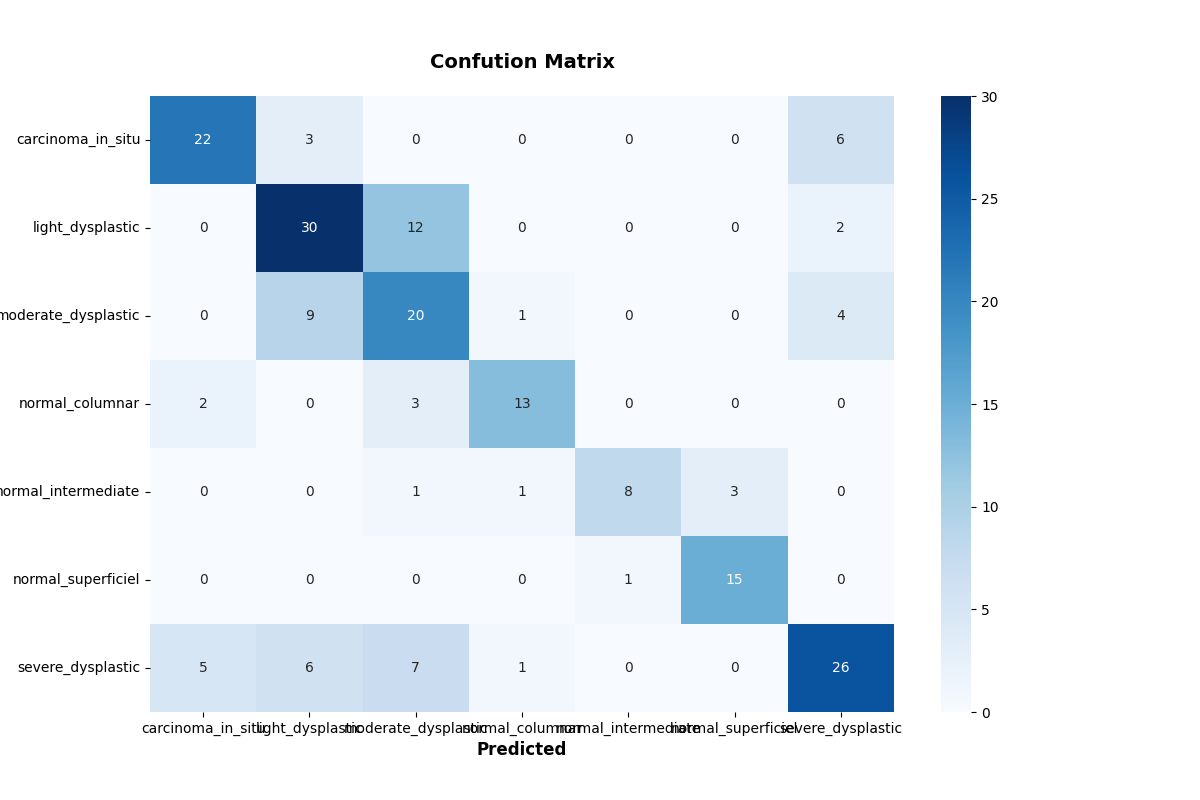 Confution Matrix
carcinoma_in_situ 22 3 0 0 0 0 6
light_dysplastic 0 30 12 0 0 0 2
moderate_dysplastic 0 9 20 1 0 0 4
normal_columnar 2 0 3 13 0 0 0
normal_intermediate 0 0 1 1 8 3 0
normal_superficiel 0 0 0 0 1 15 0
severe_dysplastic 5 6 7 1 0 0 26
carcinoma_in_situ light_dysplastic moderate_dysplastic normal_columnar normal_intermediate normal_superficiel severe_dysplastic
Predicted
30
25
20
15
10
5
0